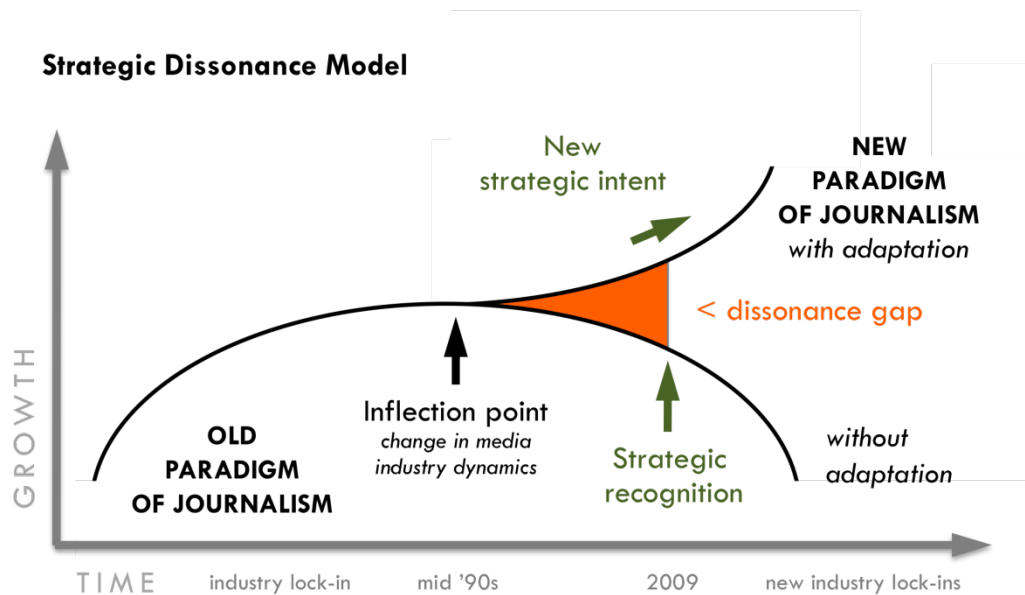 Strategic Dissonance Model
New
strategic intent
NEW
PARADIGM
OF JOURNALISM
with adaptation
< dissonance gap
Inflection point
change in media
industry dynamics
OLD
PARADIGM
OF JOURNALISM
Strategic
recognition
without
adaptation
GROWTH
TIME
industry lock-in
mid '90s
2009
new industry lock-ins